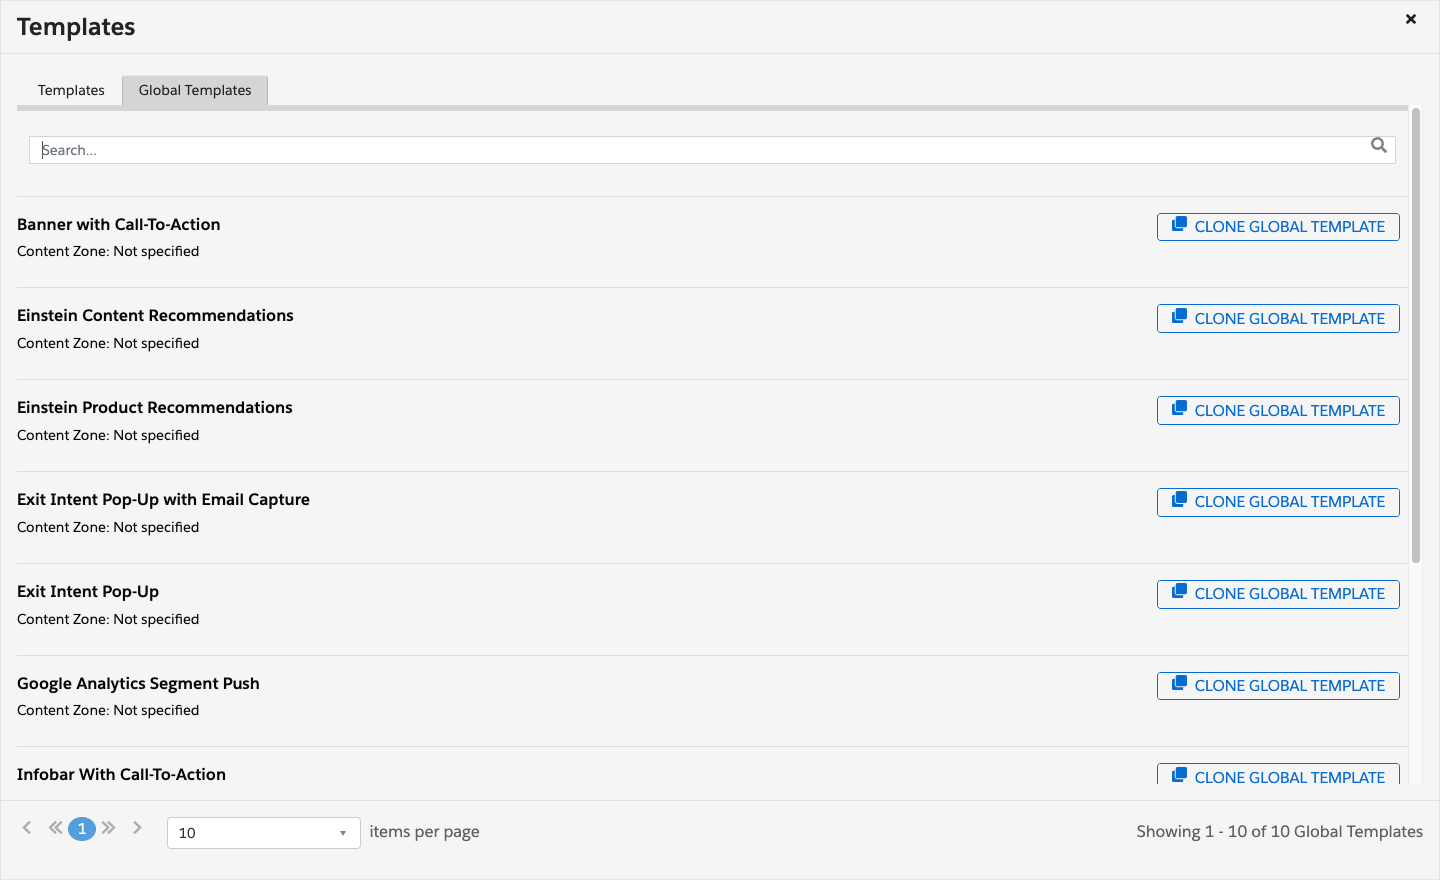 Templates
Templates
Global Templates
Search...
Banner with Call-To-Action
CLONE GLOBAL TEMPLATE
Content Zone: Not specified
Einstein Content Recommendations
CLONE GLOBAL TEMPLATE
Content Zone: Not specified
Einstein Product Recommendations
CLONE GLOBAL TEMPLATE
Content Zone: Not specified
Exit Intent Pop-Up with Email Capture
CLONE GLOBAL TEMPLATE
Content Zone: Not specified
Exit Intent Pop-Up
CLONE GLOBAL TEMPLATE
Content Zone: Not specified
Google Analytics Segment Push
CLONE GLOBAL TEMPLATE
Content Zone: Not specified
Infobar With Call-To-Action
CLONE GLOBAL TEMPLATE
1
10
items per page
Showing 1 - 10 of 10 Global Templates